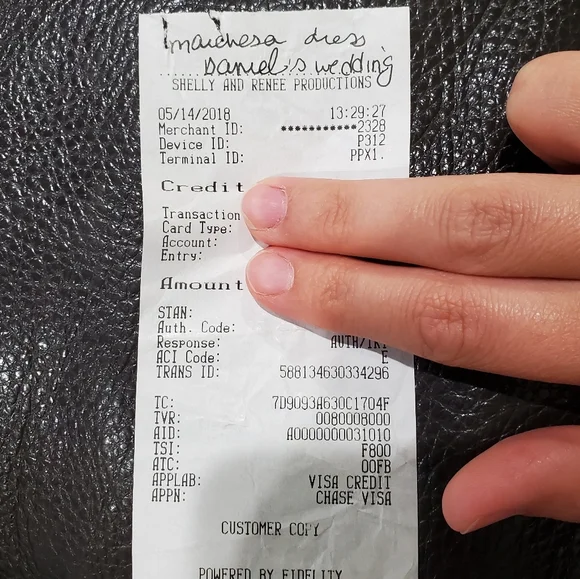 marchesa dress
Daniel's wedding
SHELLY AND RENEE PRODUCTIONS
05/14/2018 13:29:27
Merchant ID: **********2328
Device ID: P312
Terminal ID: PPX1.
Credit
Transaction
Card Type:
Account:
Entry:
Amount
STAN:
Auth. Code:
Response: AUTH/TKT
ACI Code: E
TRANS ID: 588134630334296
TC: 7D9093A630C1704F
TVR: 0080008000
AID: A0000000031010
TSI: F800
ATC: 00FB
APPLAB: VISA CREDIT
APPN: CHASE VISA
CUSTOMER COPY
POWERED BY FIDELITY